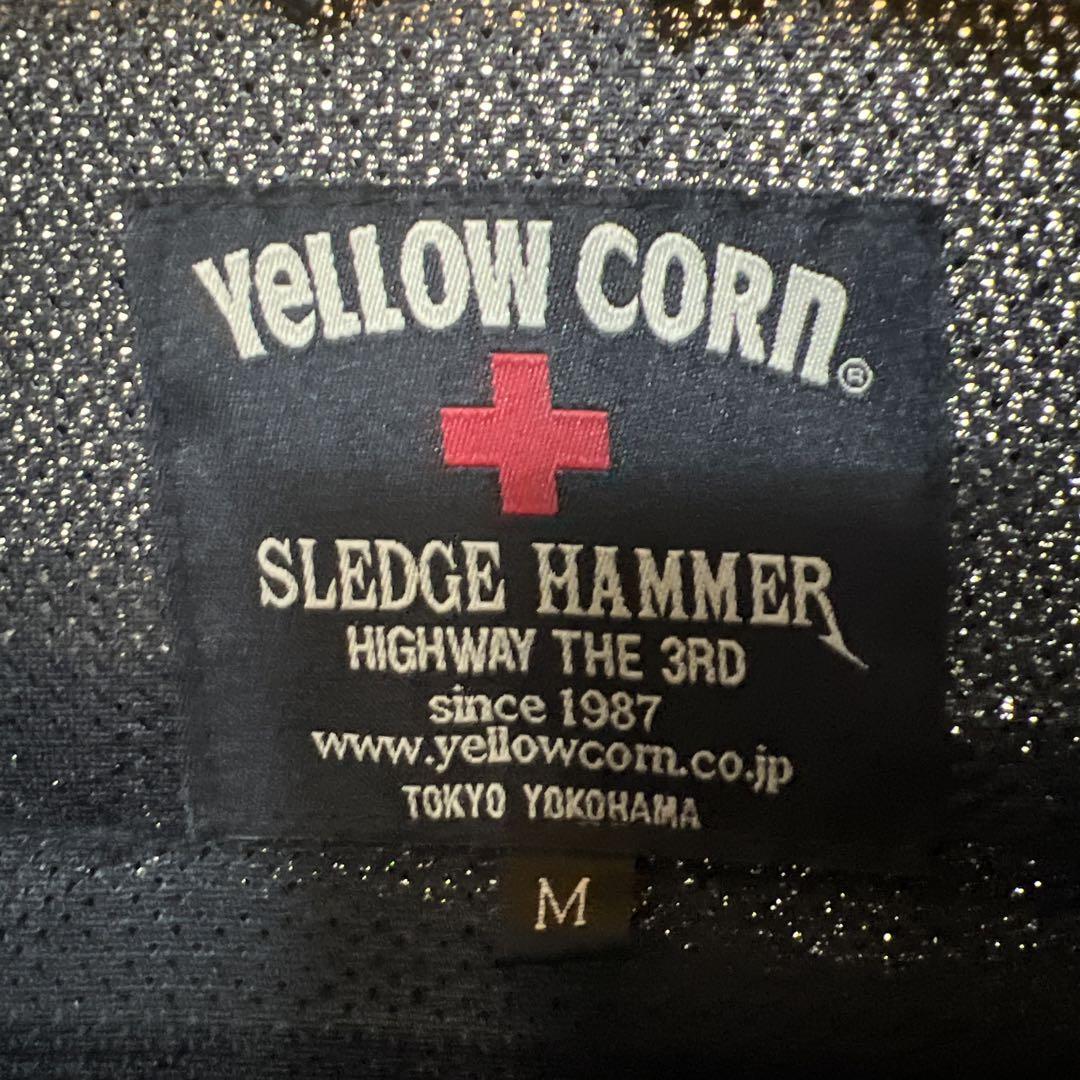 YeLLOW CORn®
SLEDGE HAMMER
HIGHWAY THE 3RD
since 1987
www.yellowcorn.co.jp
TOKYO YOKOHAMA
M